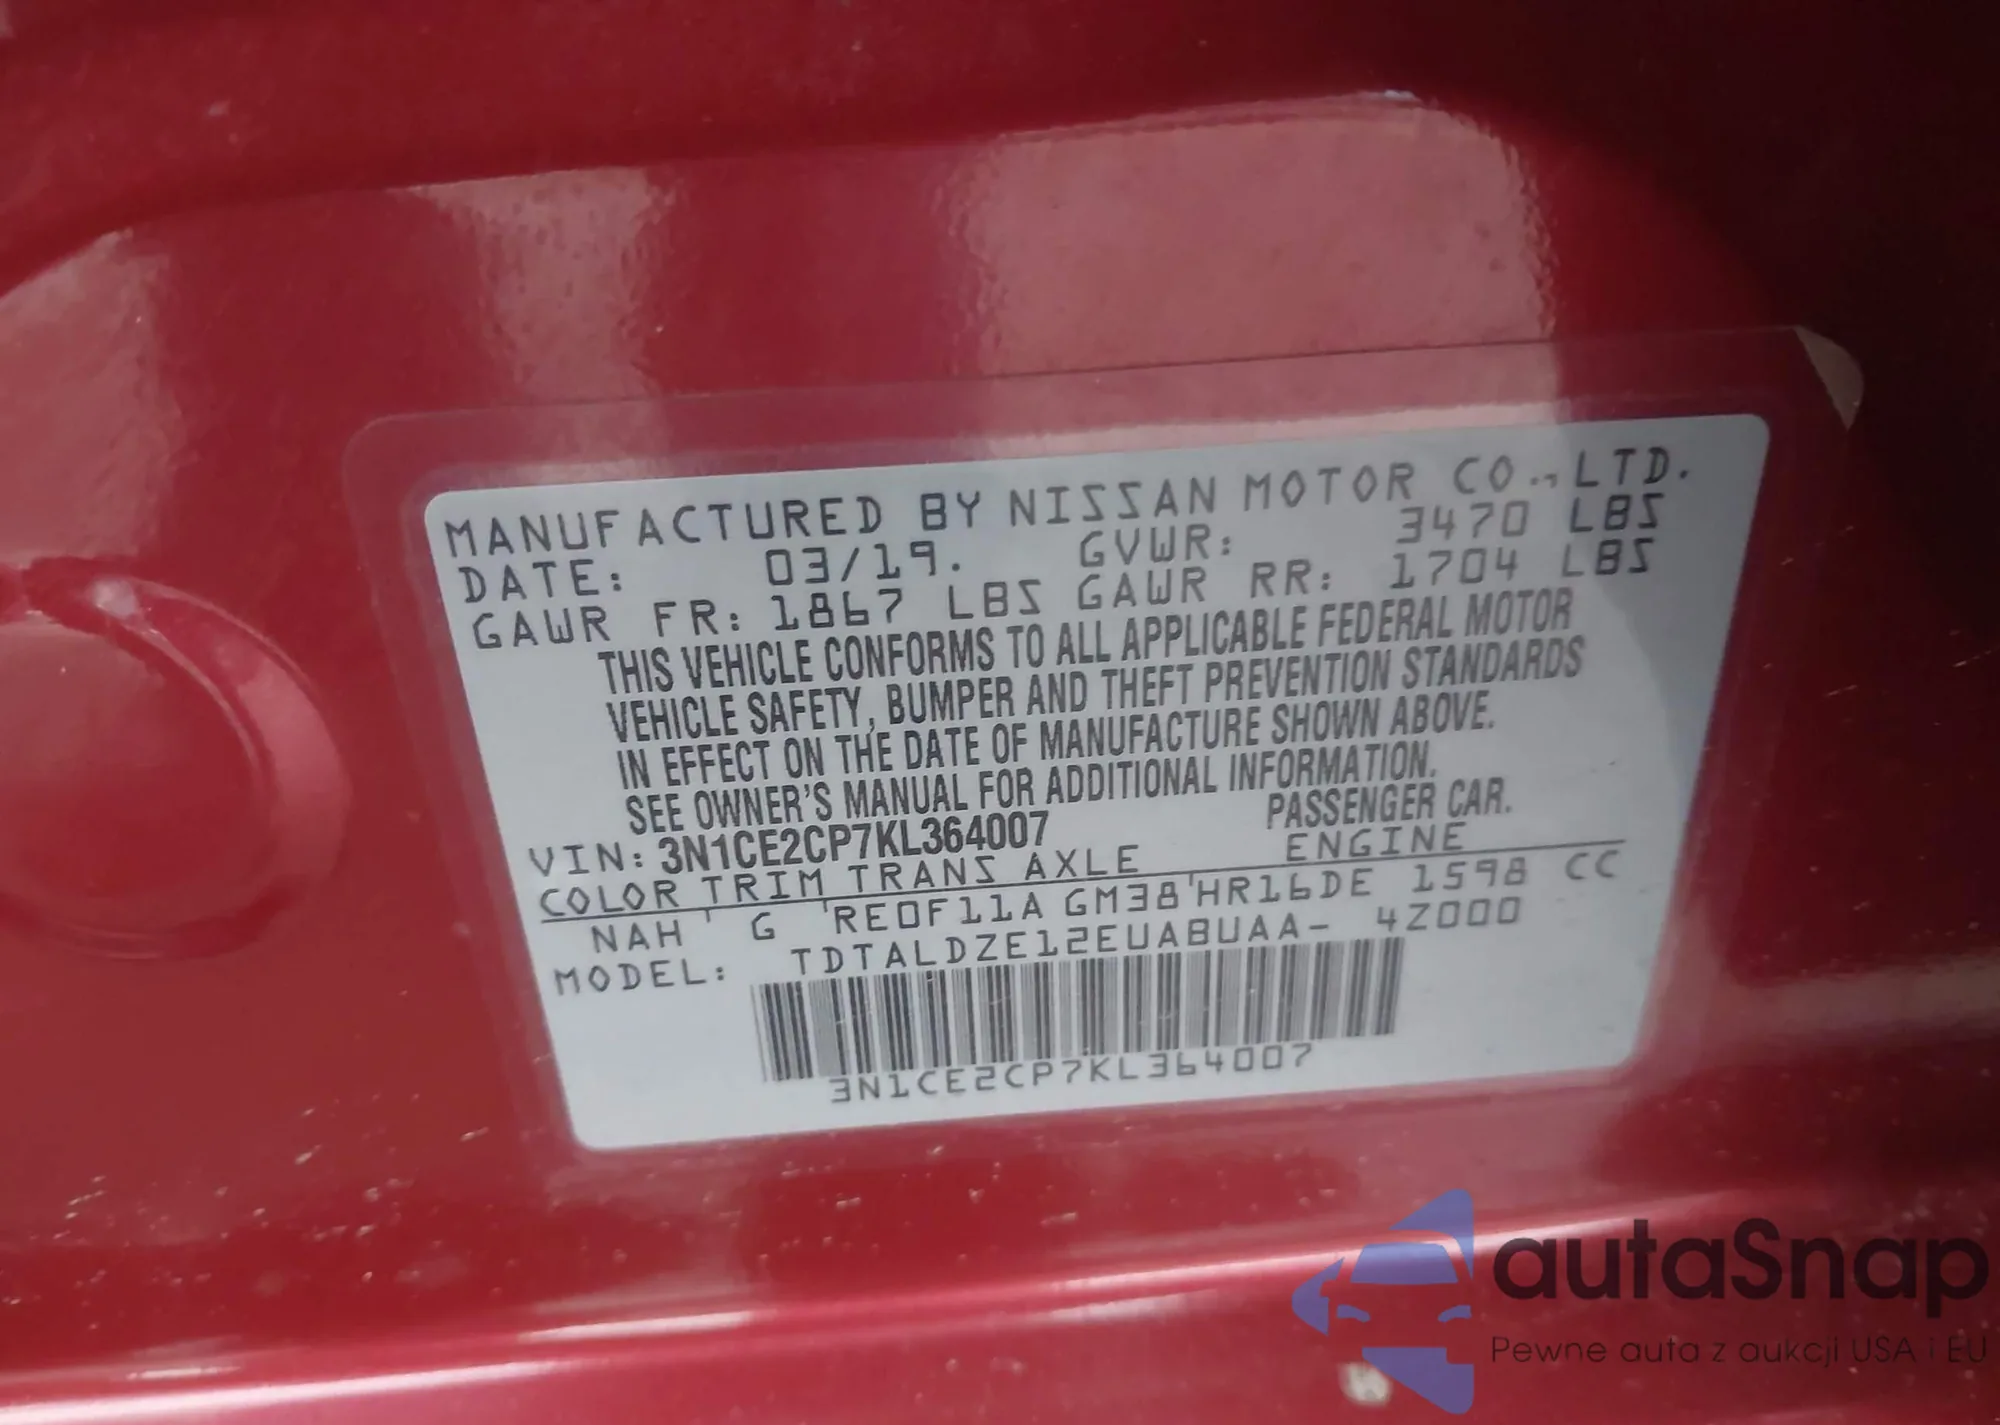 MANUFACTURED BY NISSAN MOTOR CO., LTD.
DATE: 03/19. GVWR: 3470 LBS
GAWR FR: 1867 LBS GAWR RR: 1704 LBS
THIS VEHICLE CONFORMS TO ALL APPLICABLE FEDERAL MOTOR
VEHICLE SAFETY, BUMPER AND THEFT PREVENTION STANDARDS
IN EFFECT ON THE DATE OF MANUFACTURE SHOWN ABOVE.
SEE OWNER'S MANUAL FOR ADDITIONAL INFORMATION.
VIN: 3N1CE2CP7KL364007 PASSENGER CAR.
COLOR TRIM TRANS AXLE ENGINE
NAH ' G 'RE0F11A GM38'HR16DE 1598 CC
MODEL: TDTALDZE12EUABUAA- 4Z000
3N1CE2CP7KL364007
autaSnap
Pewne auta z aukcji USA i EU